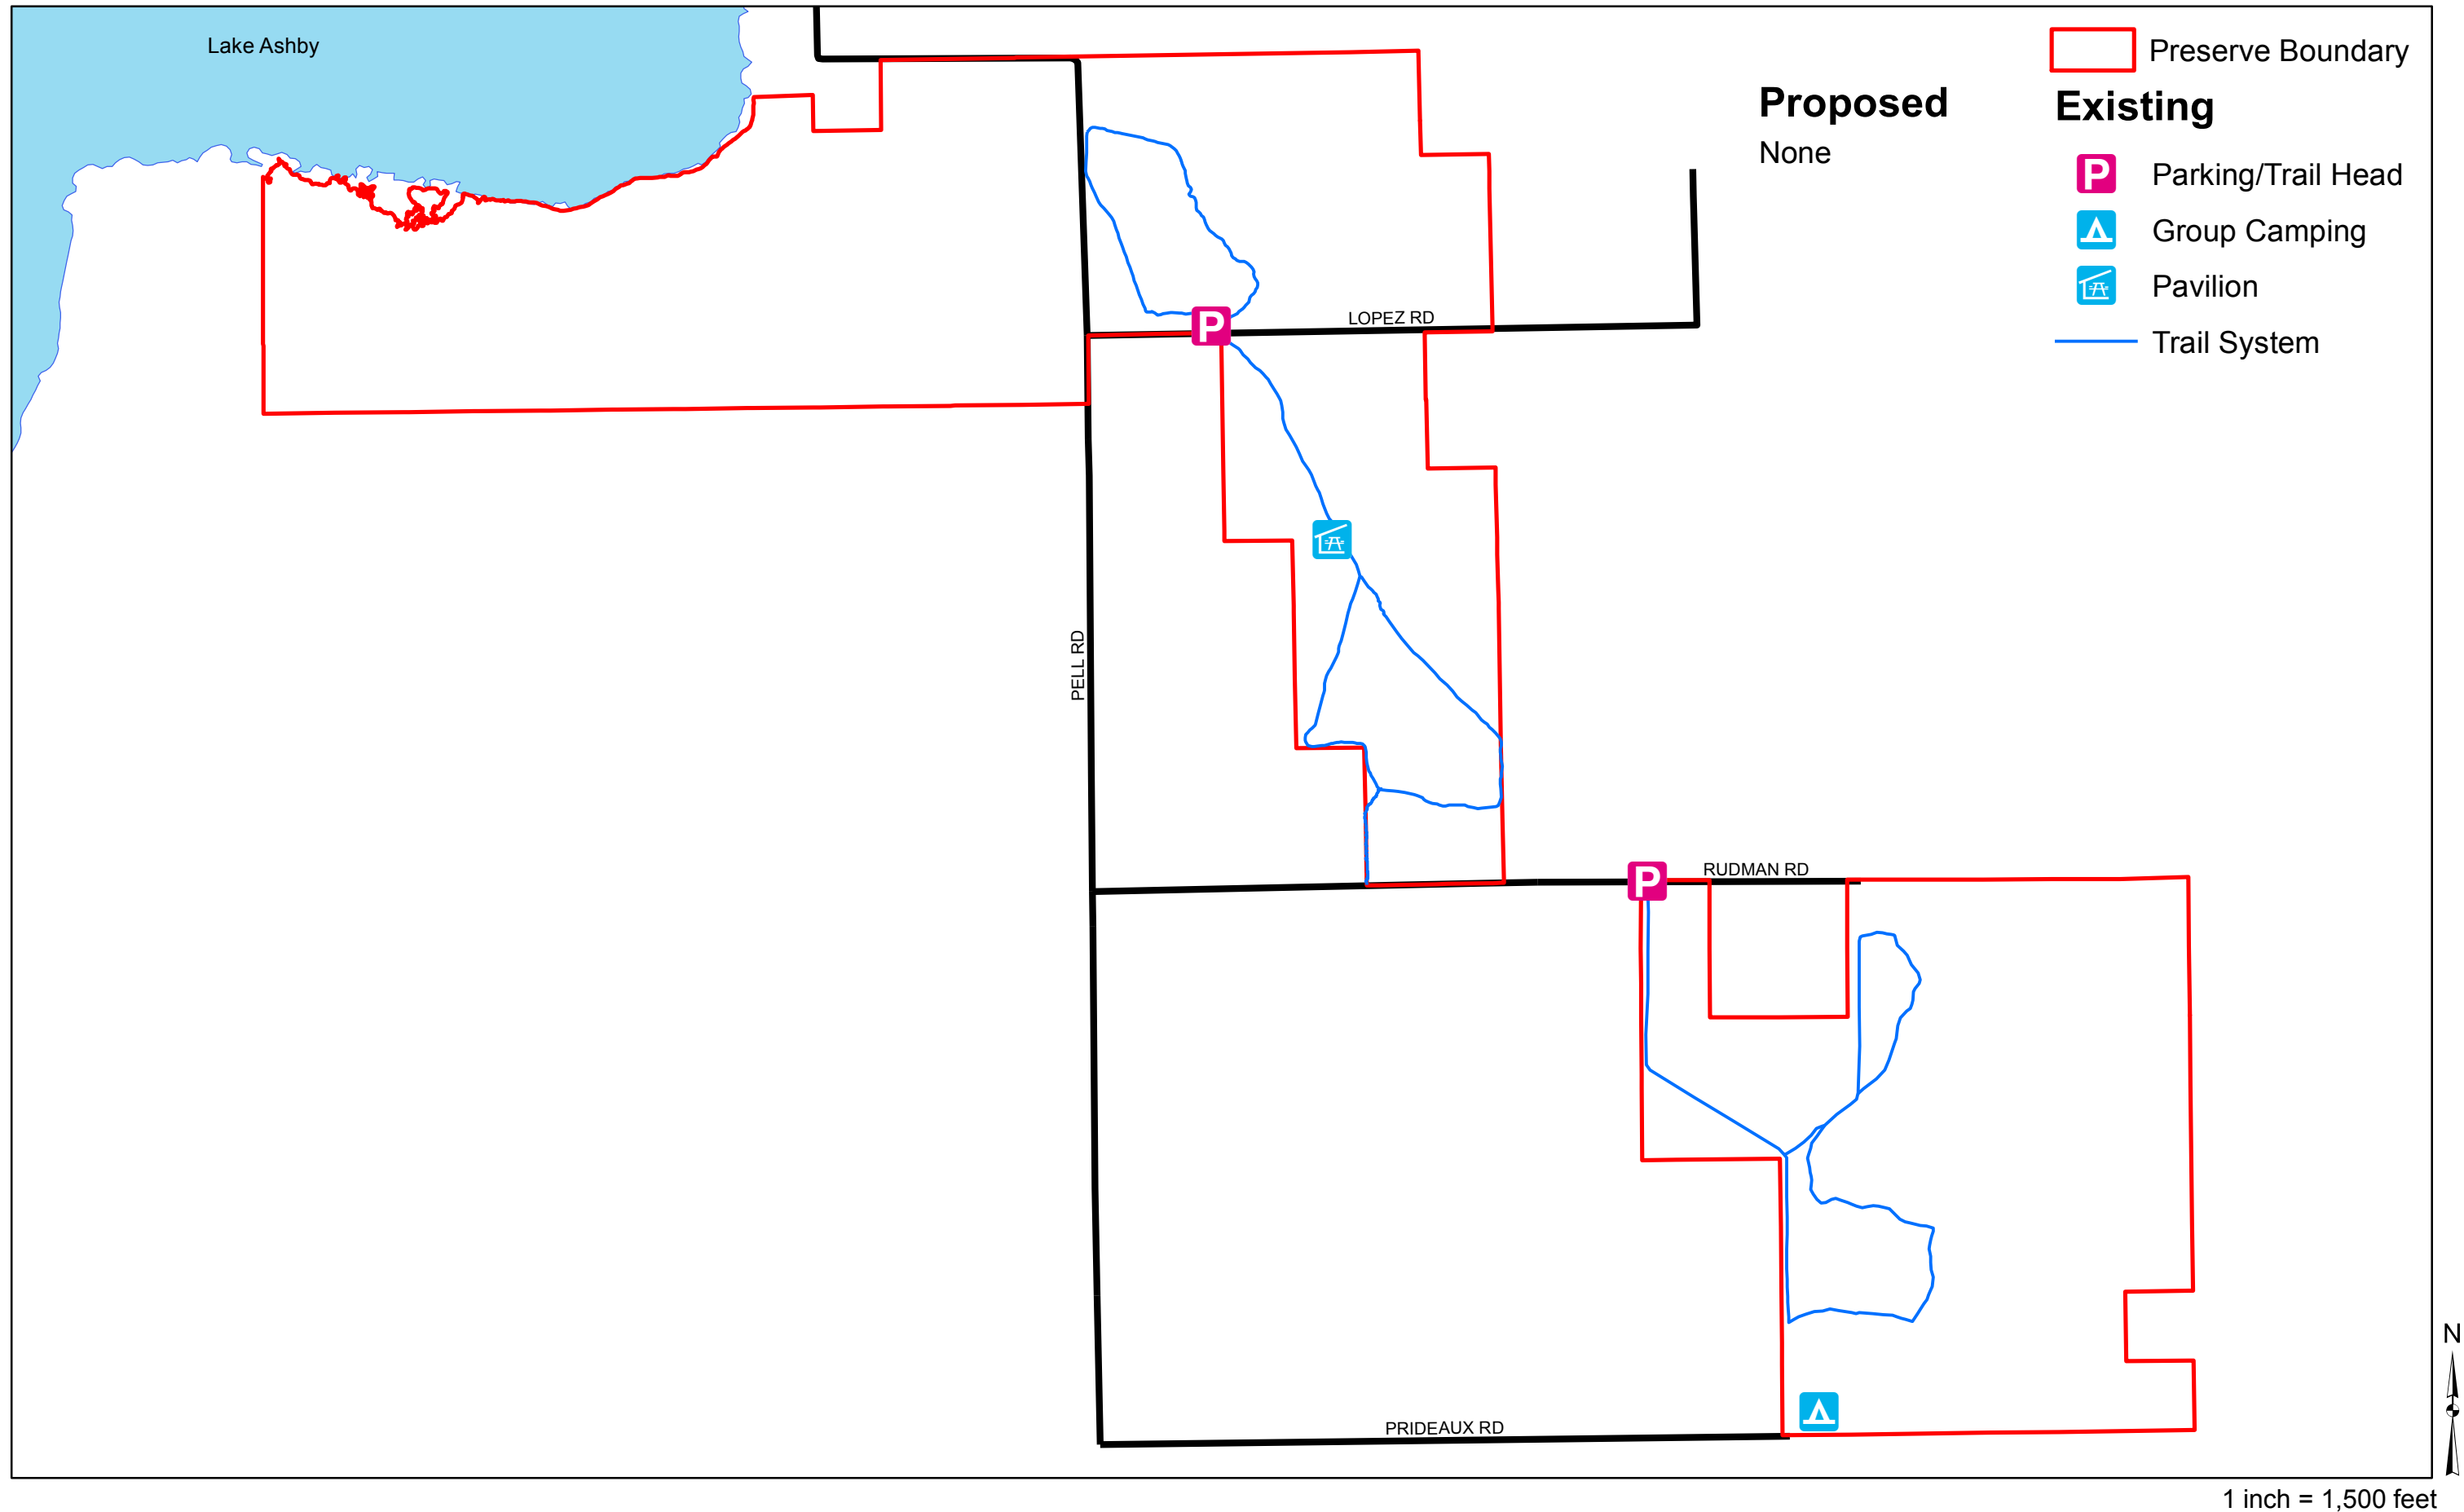 Lake Ashby
Preserve Boundary
Proposed
None
Existing
P Parking/Trail Head
Group Camping
Pavilion
Trail System
P
LOPEZ RD
PELL RD
P
RUDMAN RD
PRIDEAUX RD
N
1 inch = 1,500 feet